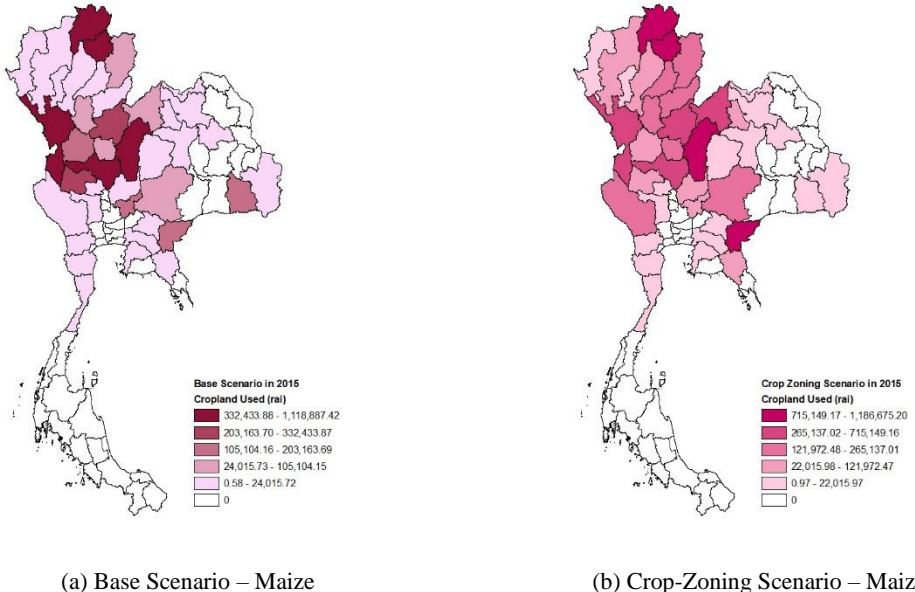 Base Scenario in 2015
Cropland Used (rai)
332,433.88 - 1,118,887.42
203,163.70 - 332,433.87
105,104.16 - 203,163.69
24,015.73 - 105,104.15
0.58 - 24,015.72
0
Crop Zoning Scenario in 2015
Cropland Used (rai)
715,149.17 - 1,186,675.20
265,137.02 - 715,149.16
121,972.48 - 265,137.01
22,015.98 - 121,972.47
0.97 - 22,015.97
0
(a) Base Scenario – Maize
(b) Crop-Zoning Scenario – Maiz